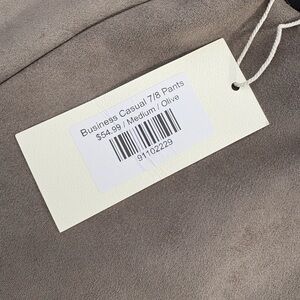 Business Casual 7/8 Pants
$54.99 / Medium / Olive
91102229